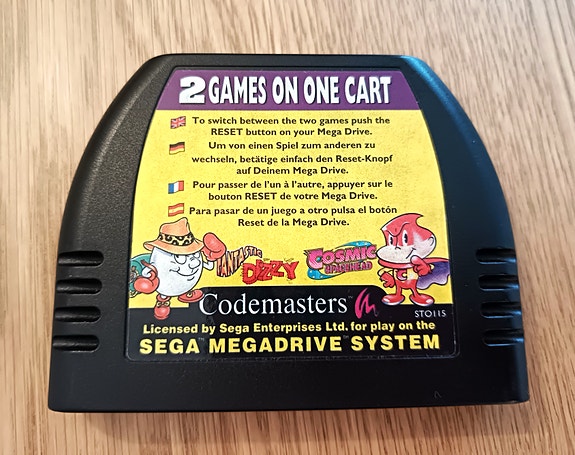 2 GAMES ON ONE CART
To switch between the two games push the
RESET button on your Mega Drive.
Um von einen Spiel zum anderen zu
wechseln, betätige einfach den Reset-Knopf
auf Deinem Mega Drive.
Pour passer de l'un à l'autre, appuyer sur le
bouton RESET de votre Mega Drive.
Para pasar de un juego a otro pulsa el botón
Reset de la Mega Drive.
FANTASTIC
DIZZY
COSMIC
SPACEHEAD
Codemasters™
STO11S
Licensed by Sega Enterprises Ltd. for play on the
SEGA™ MEGADRIVE™ SYSTEM